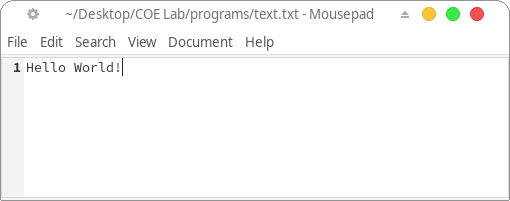 ~/Desktop/COE Lab/programs/text.txt - Mousepad
File Edit Search View Document Help
1 Hello World!